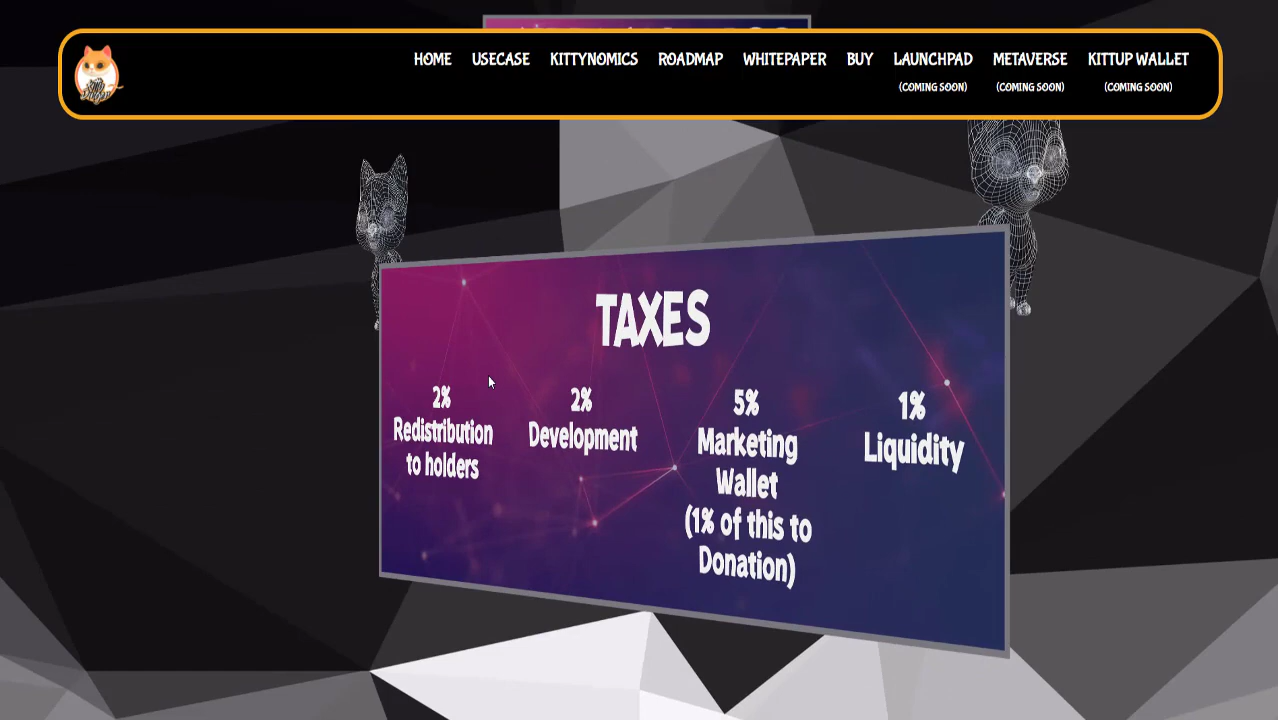 HOME USECASE KITTYNOMICS ROADMAP WHITEPAPER BUY LAUNCHPAD METAVERSE KITTUP WALLET
(COMING SOON) (COMING SOON) (COMING SOON)
TAXES
2%
Redistribution
to holders
2%
Development
5%
Marketing
Wallet
(1% of this to
Donation)
1%
Liquidity